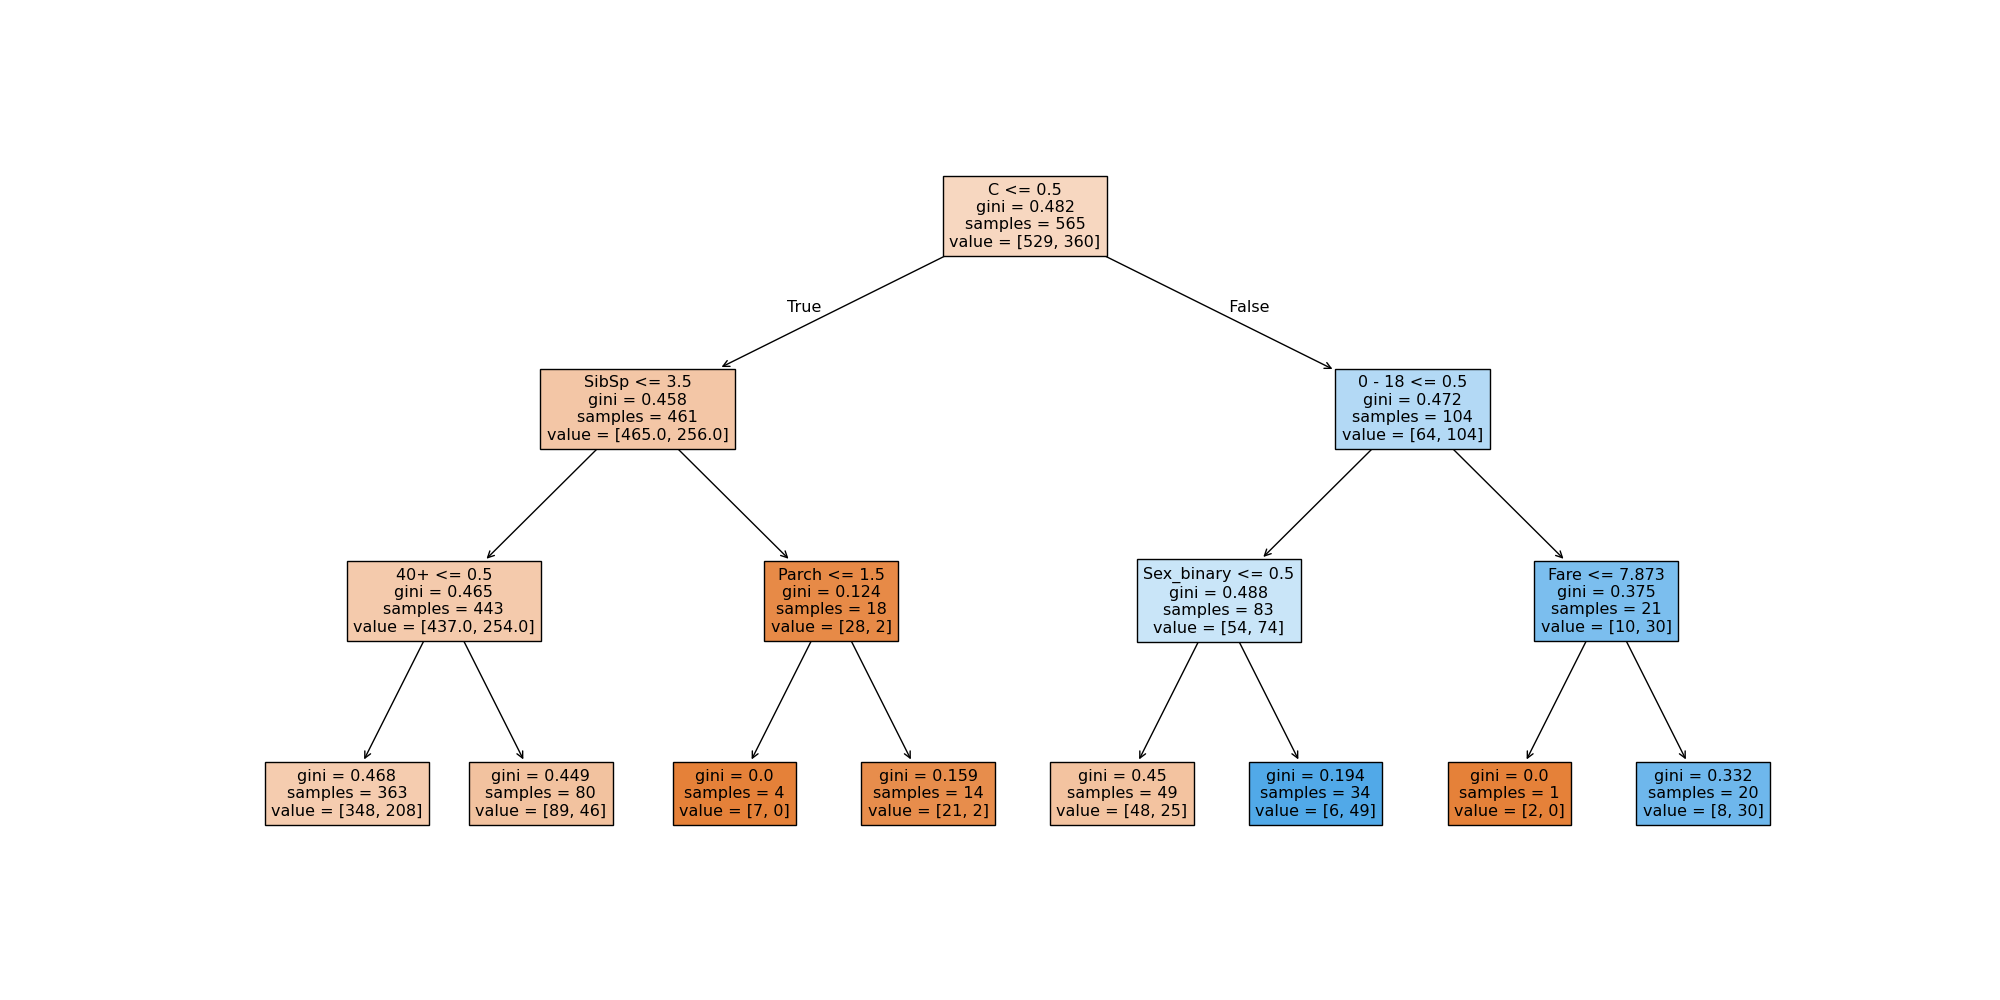 C <= 0.5
gini = 0.482
samples = 565
value = [529, 360]
True
False
SibSp <= 3.5
gini = 0.458
samples = 461
value = [465.0, 256.0]
0 - 18 <= 0.5
gini = 0.472
samples = 104
value = [64, 104]
40+ <= 0.5
gini = 0.465
samples = 443
value = [437.0, 254.0]
Parch <= 1.5
gini = 0.124
samples = 18
value = [28, 2]
Sex_binary <= 0.5
gini = 0.488
samples = 83
value = [54, 74]
Fare <= 7.873
gini = 0.375
samples = 21
value = [10, 30]
gini = 0.468
samples = 363
value = [348, 208]
gini = 0.449
samples = 80
value = [89, 46]
gini = 0.0
samples = 4
value = [7, 0]
gini = 0.159
samples = 14
value = [21, 2]
gini = 0.45
samples = 49
value = [48, 25]
gini = 0.194
samples = 34
value = [6, 49]
gini = 0.0
samples = 1
value = [2, 0]
gini = 0.332
samples = 20
value = [8, 30]